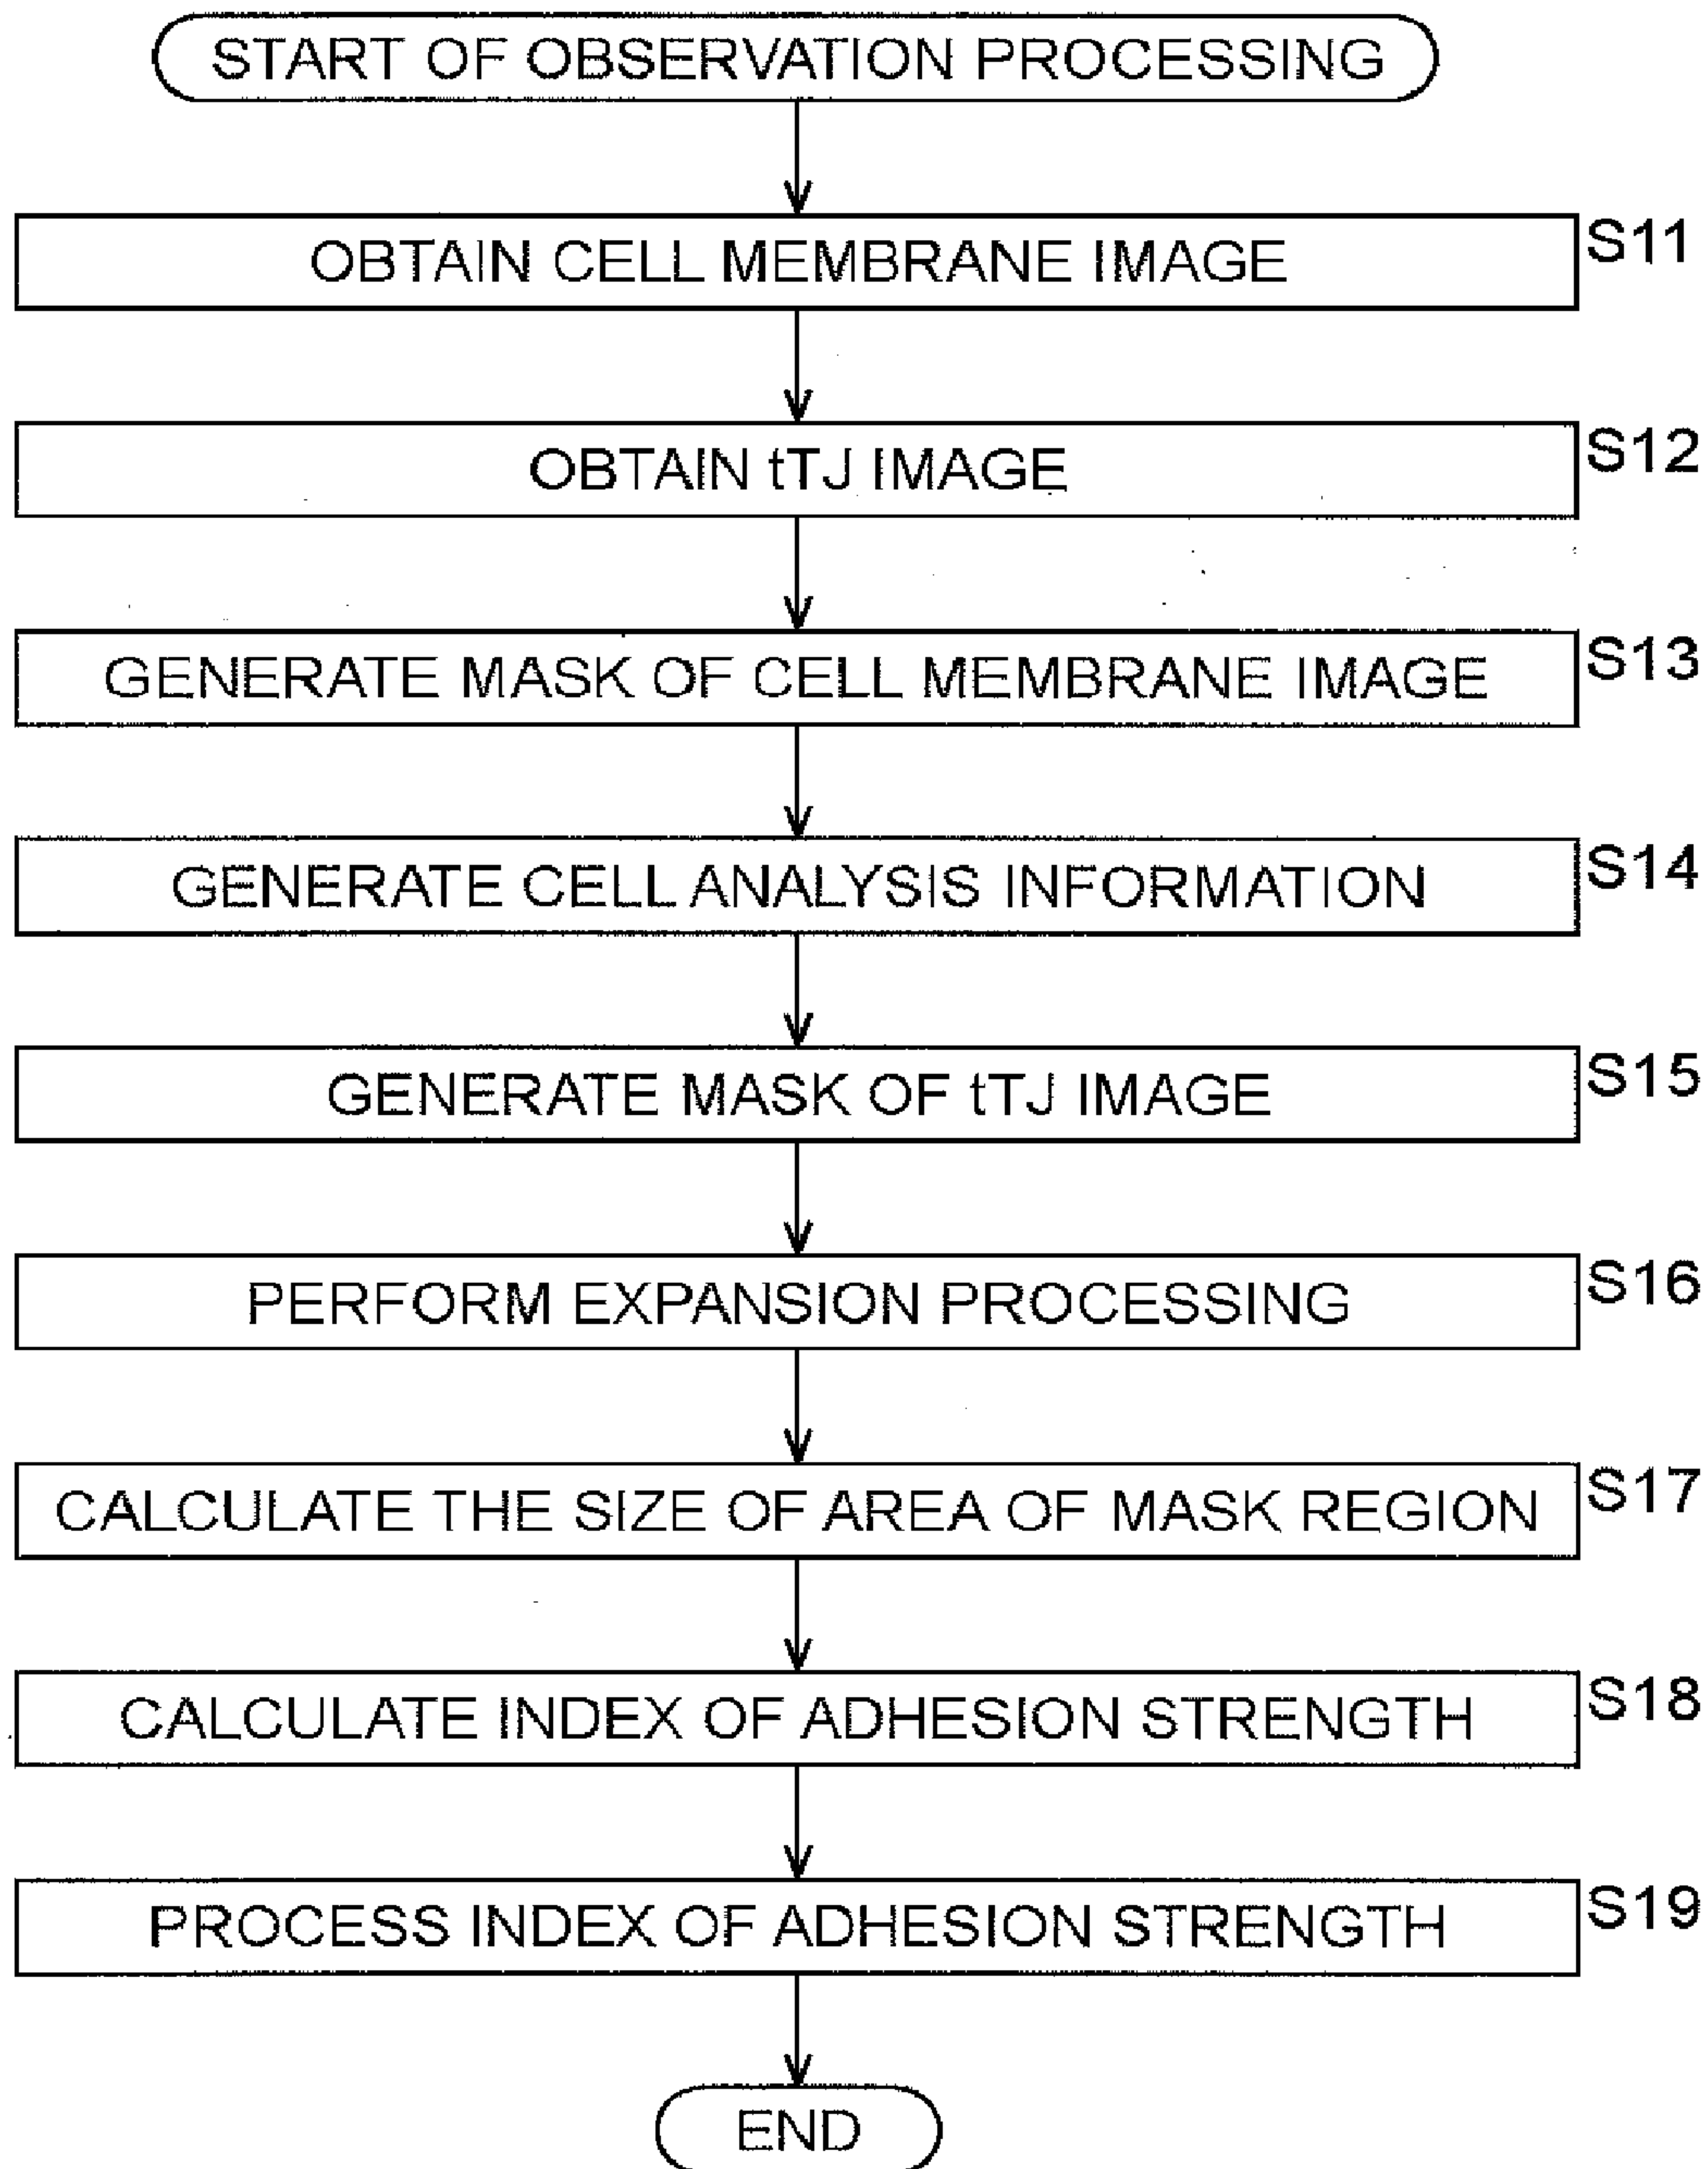 START OF OBSERVATION PROCESSING
OBTAIN CELL MEMBRANE IMAGE
S11
OBTAIN tTJ IMAGE
S12
GENERATE MASK OF CELL MEMBRANE IMAGE
S13
GENERATE CELL ANALYSIS INFORMATION
S14
GENERATE MASK OF tTJ IMAGE
S15
PERFORM EXPANSION PROCESSING
S16
CALCULATE THE SIZE OF AREA OF MASK REGION
S17
CALCULATE INDEX OF ADHESION STRENGTH
S18
PROCESS INDEX OF ADHESION STRENGTH
S19
END